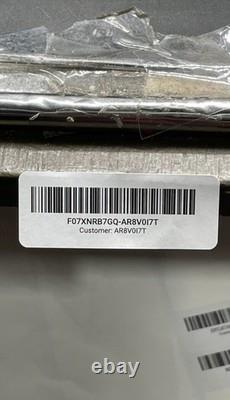 F07XNRB7GQ-AR8V0I7T
Customer: AR8V0I7T
ebay